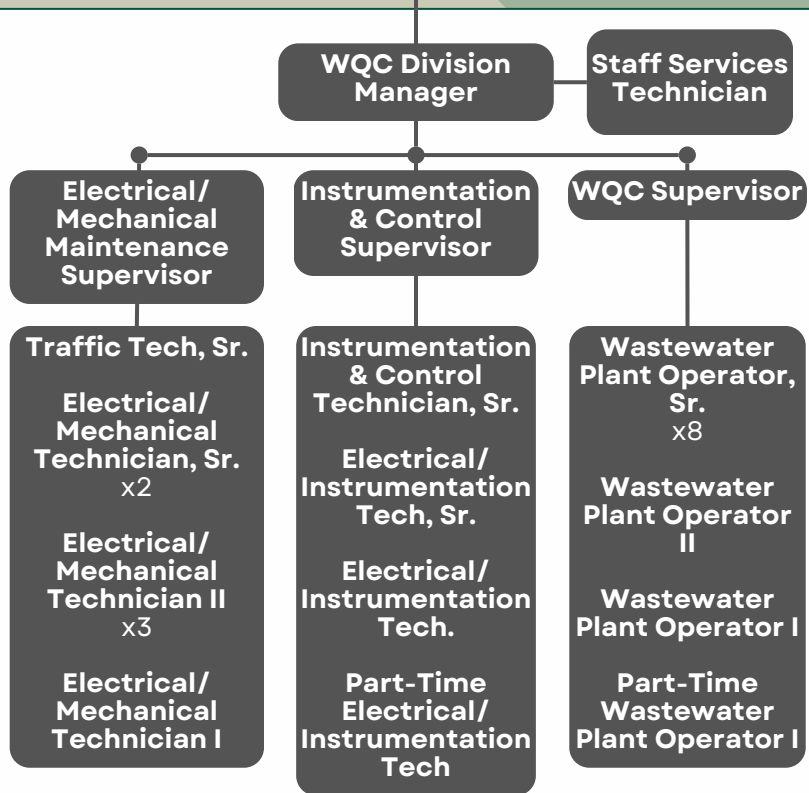 WQC Division
Manager
Staff Services
Technician
Electrical/
Mechanical
Maintenance
Supervisor
Traffic Tech, Sr.
Electrical/
Mechanical
Technician, Sr.
x2
Electrical/
Mechanical
Technician II
x3
Electrical/
Mechanical
Technician I
Instrumentation
& Control
Supervisor
Instrumentation
& Control
Technician, Sr.
Electrical/
Instrumentation
Tech, Sr.
Electrical/
Instrumentation
Tech.
Part-Time
Electrical/
Instrumentation
Tech
WQC Supervisor
Wastewater
Plant Operator,
Sr.
x8
Wastewater
Plant Operator
II
Wastewater
Plant Operator I
Part-Time
Wastewater
Plant Operator I